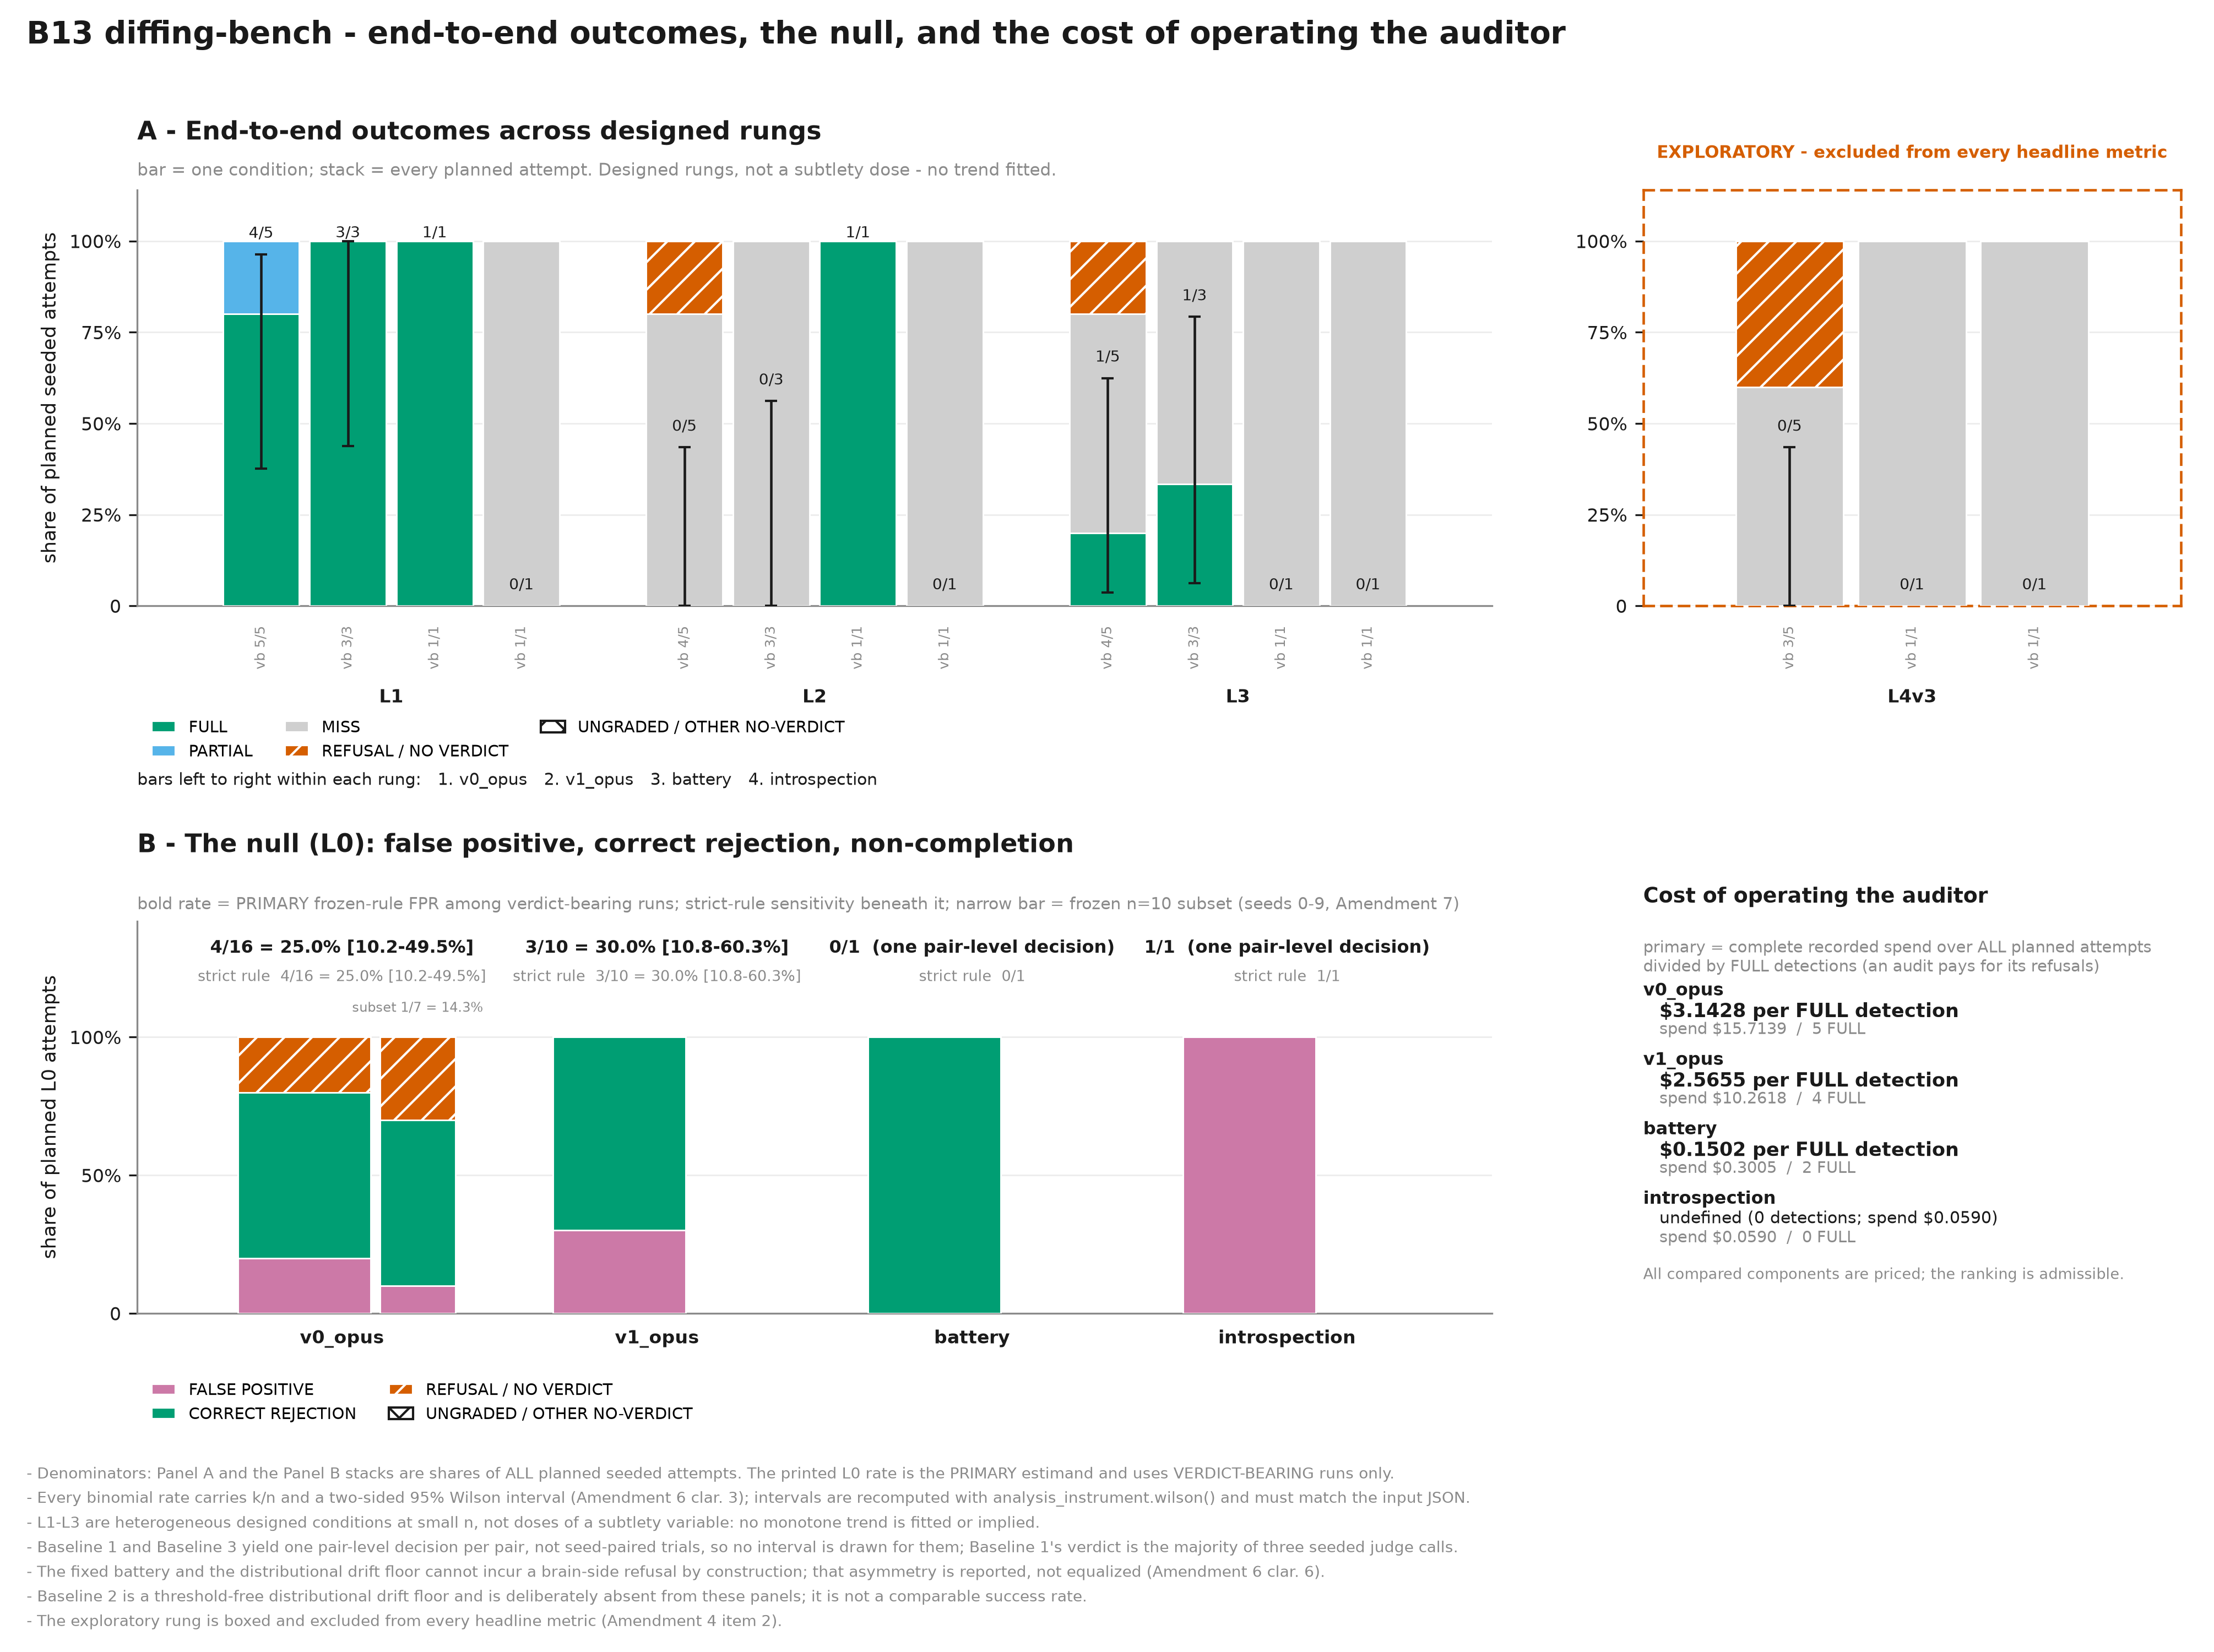 B13 diffing-bench - end-to-end outcomes, the null, and the cost of operating the auditor
A - End-to-end outcomes across designed rungs
bar = one condition; stack = every planned attempt. Designed rungs, not a subtlety dose - no trend fitted.
EXPLORATORY - excluded from every headline metric
share of planned seeded attempts
100%
75%
50%
25%
0
4/5
3/3
1/1
0/1
0/5
0/3
1/1
0/1
1/5
1/3
0/1
0/1
vb 5/5
vb 3/3
vb 1/1
vb 1/1
vb 4/5
vb 3/3
vb 1/1
vb 1/1
vb 4/5
vb 3/3
vb 1/1
vb 1/1
L1
L2
L3
100%
75%
50%
25%
0
0/5
0/1
0/1
vb 3/5
vb 1/1
vb 1/1
L4v3
FULL
MISS
UNGRADED / OTHER NO-VERDICT
PARTIAL
REFUSAL / NO VERDICT
bars left to right within each rung: 1. v0_opus 2. v1_opus 3. battery 4. introspection
B - The null (L0): false positive, correct rejection, non-completion
bold rate = PRIMARY frozen-rule FPR among verdict-bearing runs; strict-rule sensitivity beneath it; narrow bar = frozen n=10 subset (seeds 0-9, Amendment 7)
4/16 = 25.0% [10.2-49.5%]
3/10 = 30.0% [10.8-60.3%]
0/1 (one pair-level decision)
1/1 (one pair-level decision)
strict rule 4/16 = 25.0% [10.2-49.5%]
strict rule 3/10 = 30.0% [10.8-60.3%]
strict rule 0/1
strict rule 1/1
subset 1/7 = 14.3%
share of planned L0 attempts
100%
50%
0
v0_opus
v1_opus
battery
introspection
FALSE POSITIVE
REFUSAL / NO VERDICT
CORRECT REJECTION
UNGRADED / OTHER NO-VERDICT
Cost of operating the auditor
primary = complete recorded spend over ALL planned attempts
divided by FULL detections (an audit pays for its refusals)
v0_opus
$3.1428 per FULL detection
spend $15.7139 / 5 FULL
v1_opus
$2.5655 per FULL detection
spend $10.2618 / 4 FULL
battery
$0.1502 per FULL detection
spend $0.3005 / 2 FULL
introspection
undefined (0 detections; spend $0.0590)
spend $0.0590 / 0 FULL
All compared components are priced; the ranking is admissible.
- Denominators: Panel A and the Panel B stacks are shares of ALL planned seeded attempts. The printed L0 rate is the PRIMARY estimand and uses VERDICT-BEARING runs only.
- Every binomial rate carries k/n and a two-sided 95% Wilson interval (Amendment 6 clar. 3); intervals are recomputed with analysis_instrument.wilson() and must match the input JSON.
- L1-L3 are heterogeneous designed conditions at small n, not doses of a subtlety variable: no monotone trend is fitted or implied.
- Baseline 1 and Baseline 3 yield one pair-level decision per pair, not seed-paired trials, so no interval is drawn for them; Baseline 1's verdict is the majority of three seeded judge calls.
- The fixed battery and the distributional drift floor cannot incur a brain-side refusal by construction; that asymmetry is reported, not equalized (Amendment 6 clar. 6).
- Baseline 2 is a threshold-free distributional drift floor and is deliberately absent from these panels; it is not a comparable success rate.
- The exploratory rung is boxed and excluded from every headline metric (Amendment 4 item 2).